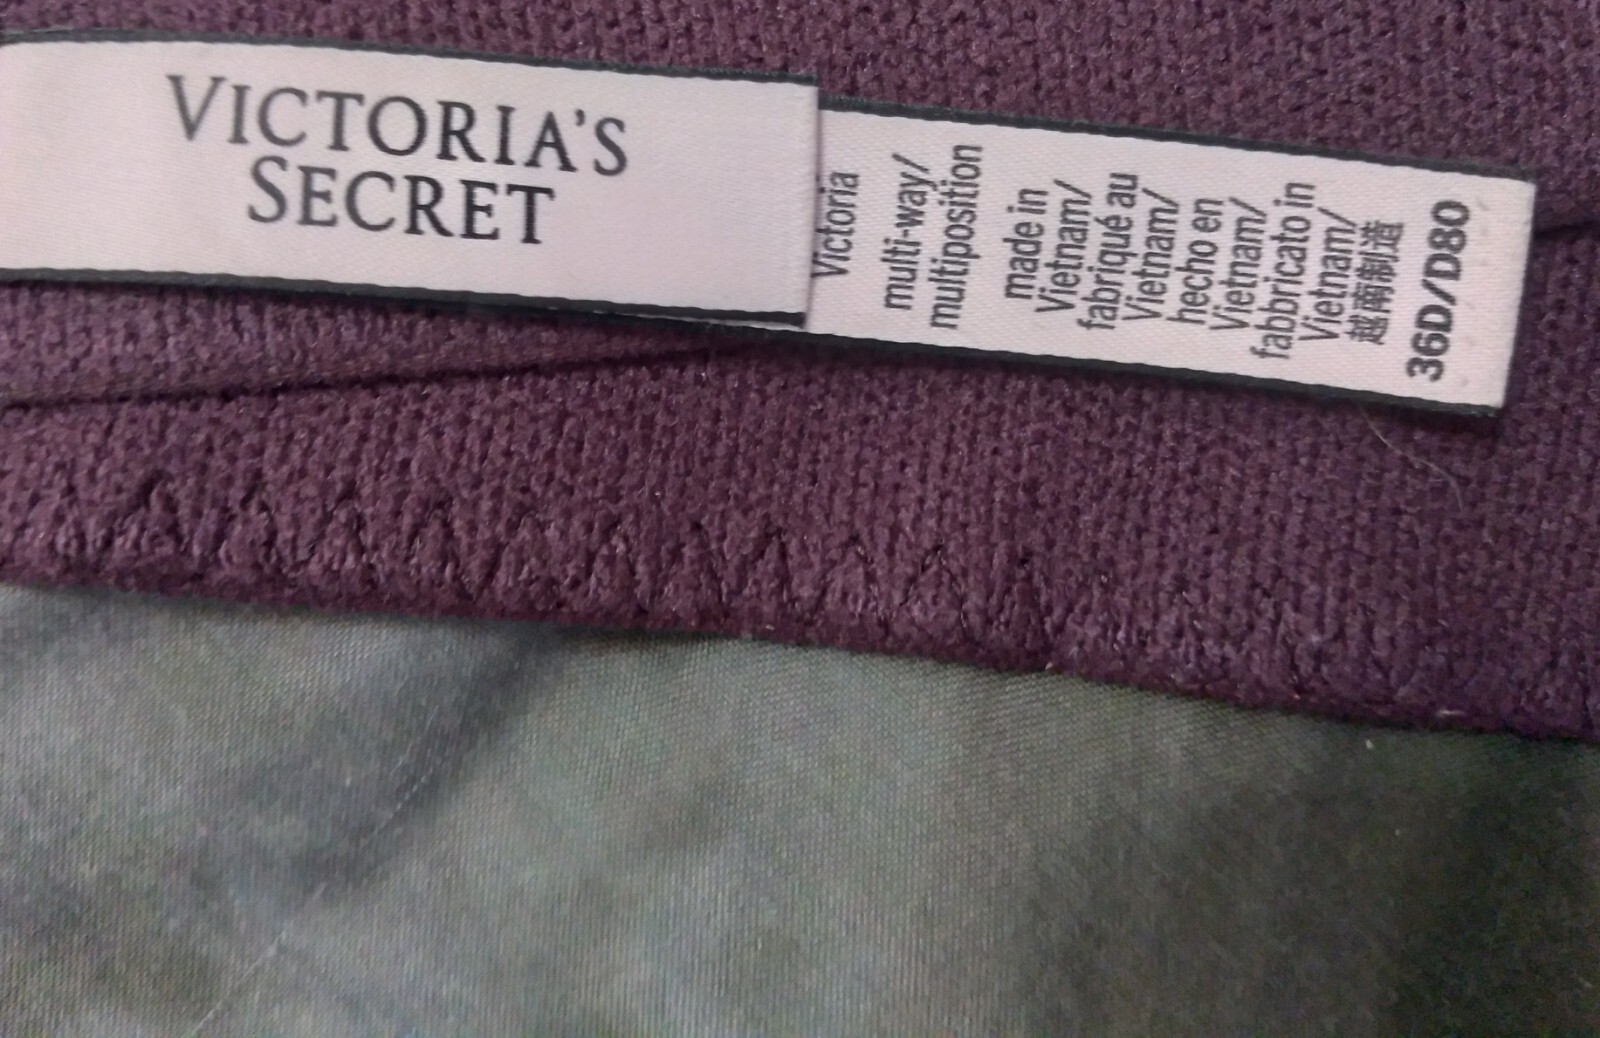 VICTORIA'S
SECRET
Victoria
multi-way/
multiposition
made in
Vietnam/
fabriqué au
Vietnam/
hecho en
Vietnam/
fabbricato in
Vietnam/
越南制造
36D/D80